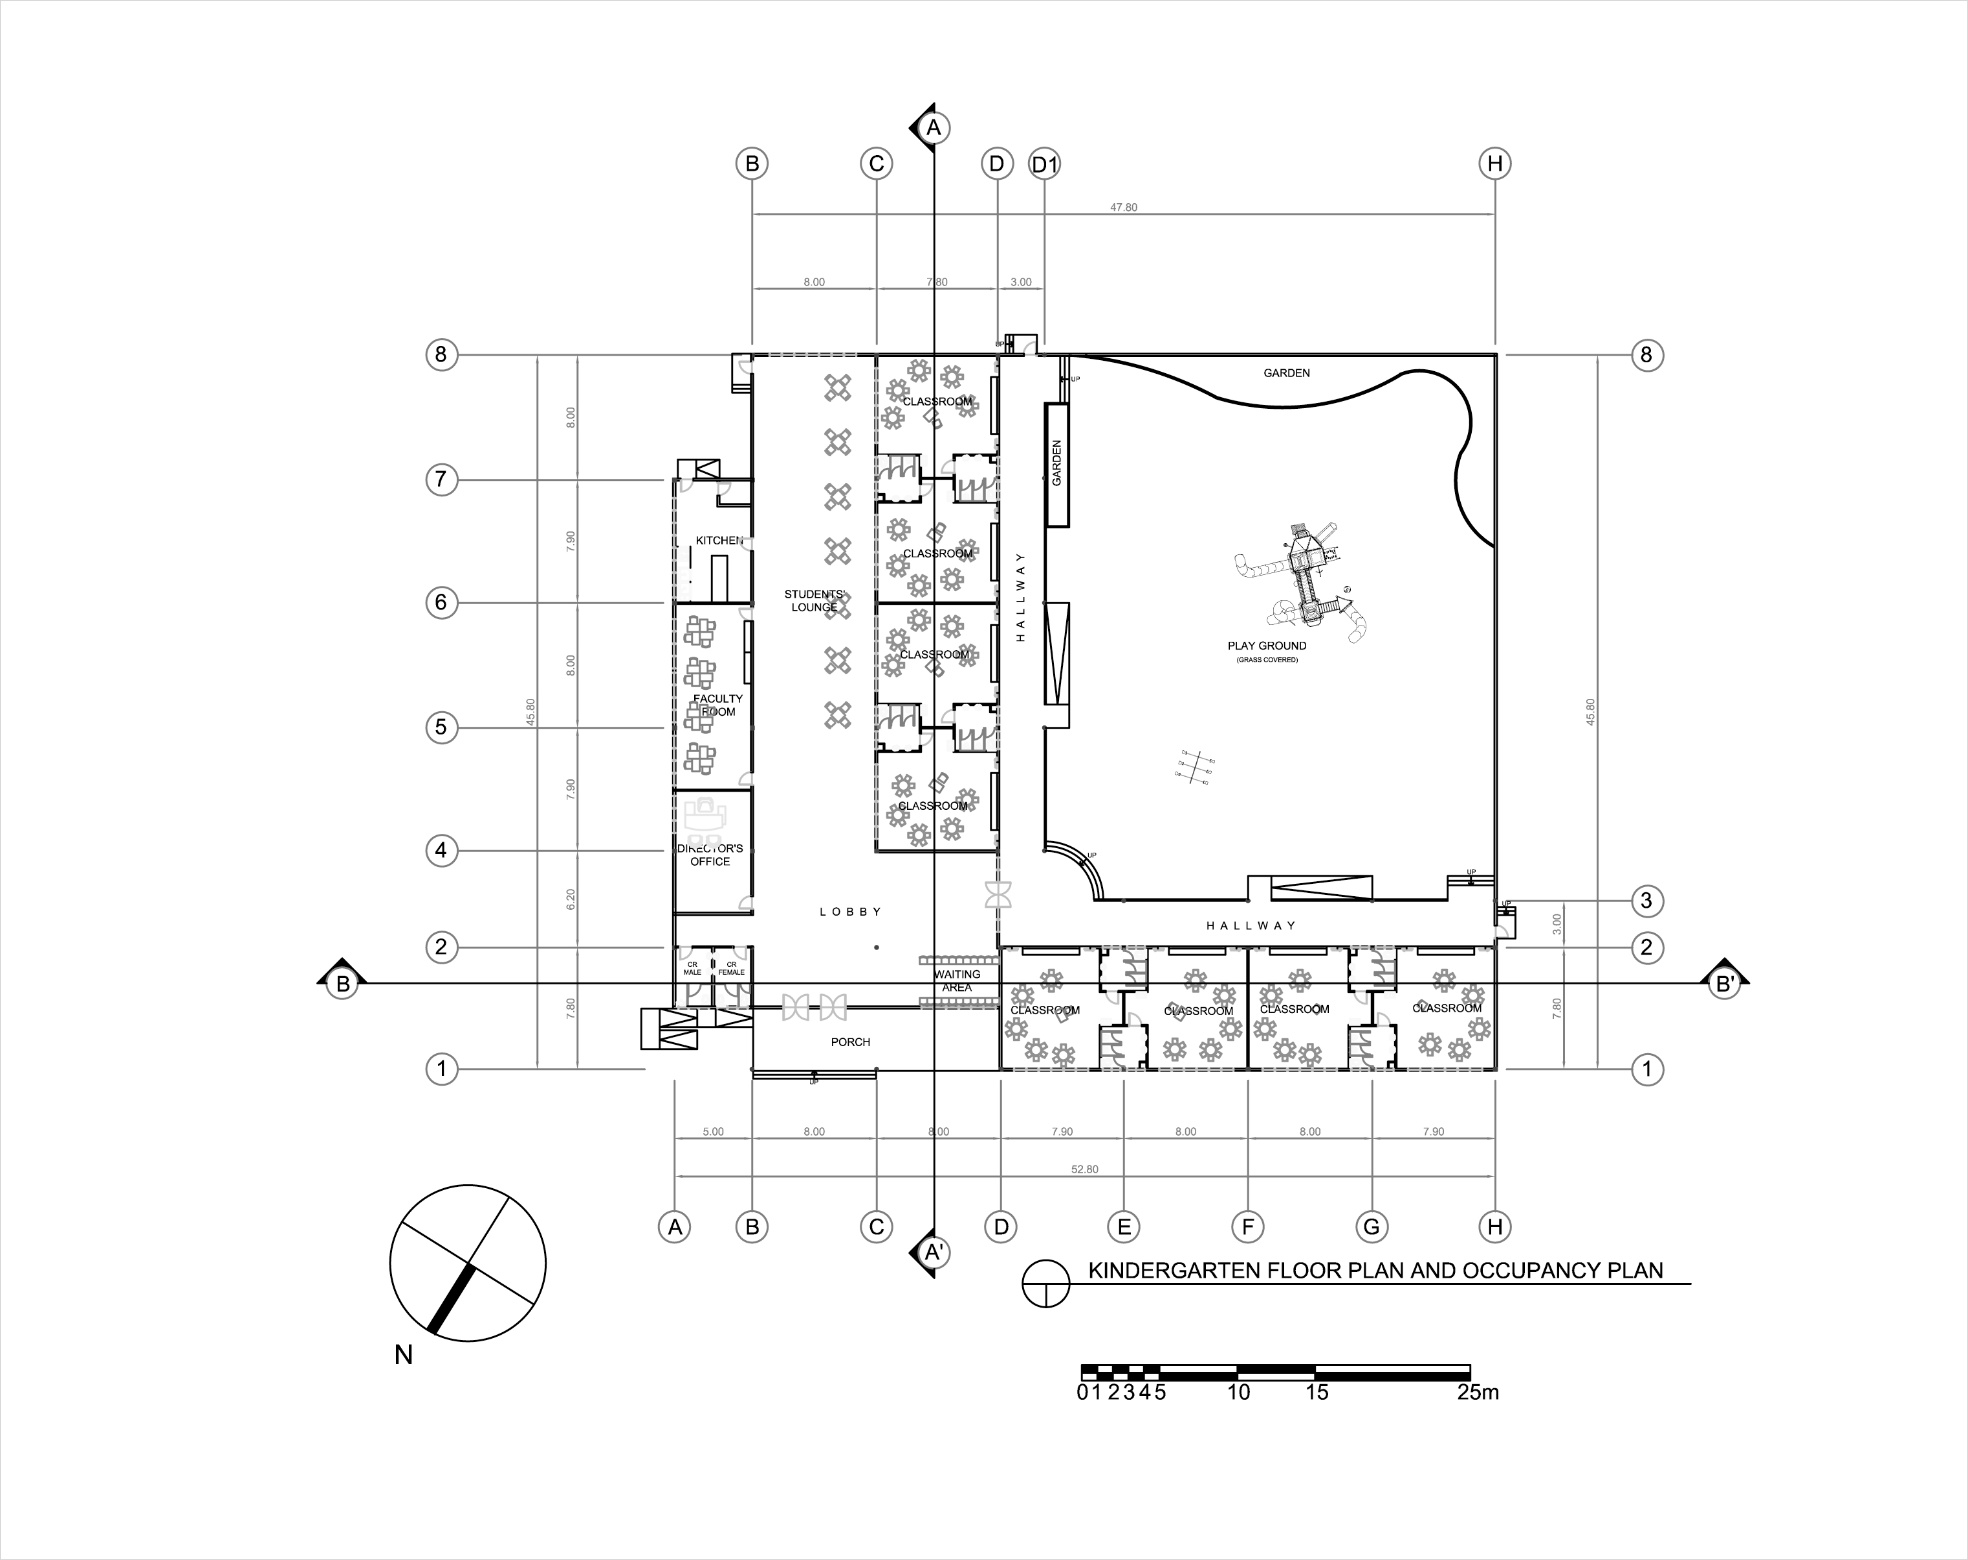 A
B
C
D
D1
H
47.80
8.00
7.80
3.00
8
8
UP
UP
GARDEN
CLASSROOM
8.00
GARDEN
7
KITCHEN
7.90
CLASSROOM
HALLWAY
STUDENTS'
LOUNGE
6
PLAY GROUND
(GRASS COVERED)
CLASSROOM
8.00
FACULTY
ROOM
45.80
45.80
5
7.90
CLASSROOM
4
DIRECTOR'S
OFFICE
UP
UP
6.20
LOBBY
HALLWAY
UP
3
3.00
2
2
CR
MALE
CR
FEMALE
WAITING
AREA
B
B'
7.80
7.80
CLASSROOM
CLASSROOM
CLASSROOM
CLASSROOM
PORCH
UP
1
1
5.00
8.00
8.00
7.90
8.00
8.00
7.90
52.80
A
B
C
D
E
F
G
H
A'
KINDERGARTEN FLOOR PLAN AND OCCUPANCY PLAN
N
0 1 2 3 4 5 10 15 25m